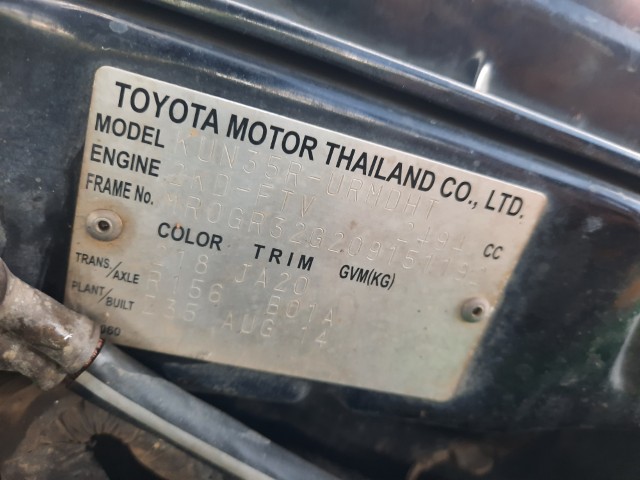 TOYOTA MOTOR THAILAND CO., LTD.
MODEL KUN35R-URMDHT
ENGINE 2KD-FTV CC
FRAME No.
COLOR TRIM GVM(KG)
218 JA20
TRANS/AXLE R156 B01A
PLANT/BUILT Z35 AUG 14